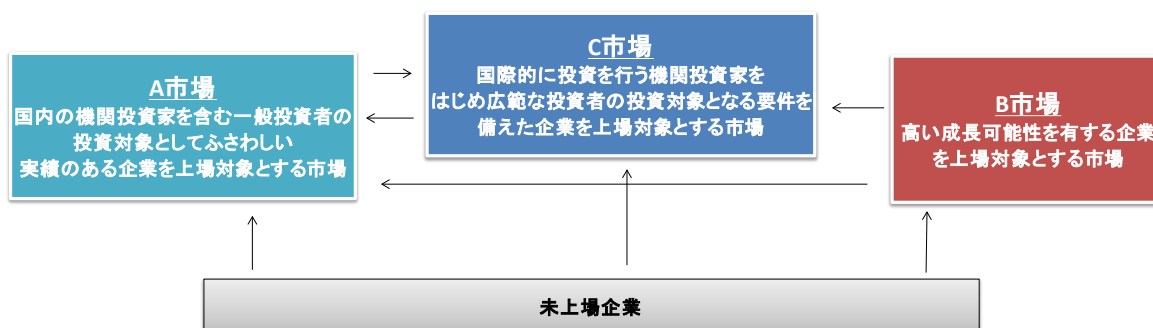 A市場
国内の機関投資家を含む一般投資者の
投資対象としてふさわしい
実績のある企業を上場対象とする市場
C市場
国際的に投資を行う機関投資家を
はじめ広範な投資者の投資対象となる要件を
備えた企業を上場対象とする市場
B市場
高い成長可能性を有する企業
を上場対象とする市場
未上場企業